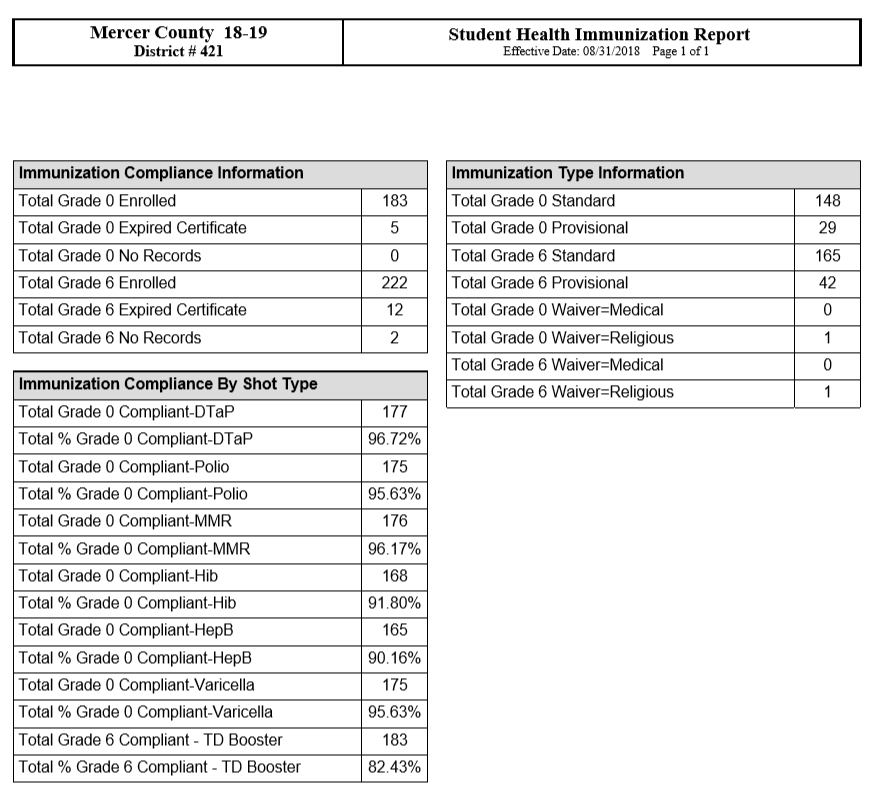 Mercer County 18-19
District # 421
Student Health Immunization Report
Effective Date: 08/31/2018 Page 1 of 1
Immunization Compliance Information
Total Grade 0 Enrolled 183
Total Grade 0 Expired Certificate 5
Total Grade 0 No Records 0
Total Grade 6 Enrolled 222
Total Grade 6 Expired Certificate 12
Total Grade 6 No Records 2
Immunization Compliance By Shot Type
Total Grade 0 Compliant-DTaP 177
Total % Grade 0 Compliant-DTaP 96.72%
Total Grade 0 Compliant-Polio 175
Total % Grade 0 Compliant-Polio 95.63%
Total Grade 0 Compliant-MMR 176
Total % Grade 0 Compliant-MMR 96.17%
Total Grade 0 Compliant-Hib 168
Total % Grade 0 Compliant-Hib 91.80%
Total Grade 0 Compliant-HepB 165
Total % Grade 0 Compliant-HepB 90.16%
Total Grade 0 Compliant-Varicella 175
Total % Grade 0 Compliant-Varicella 95.63%
Total Grade 6 Compliant - TD Booster 183
Total % Grade 6 Compliant - TD Booster 82.43%
Immunization Type Information
Total Grade 0 Standard 148
Total Grade 0 Provisional 29
Total Grade 6 Standard 165
Total Grade 6 Provisional 42
Total Grade 0 Waiver=Medical 0
Total Grade 0 Waiver=Religious 1
Total Grade 6 Waiver=Medical 0
Total Grade 6 Waiver=Religious 1